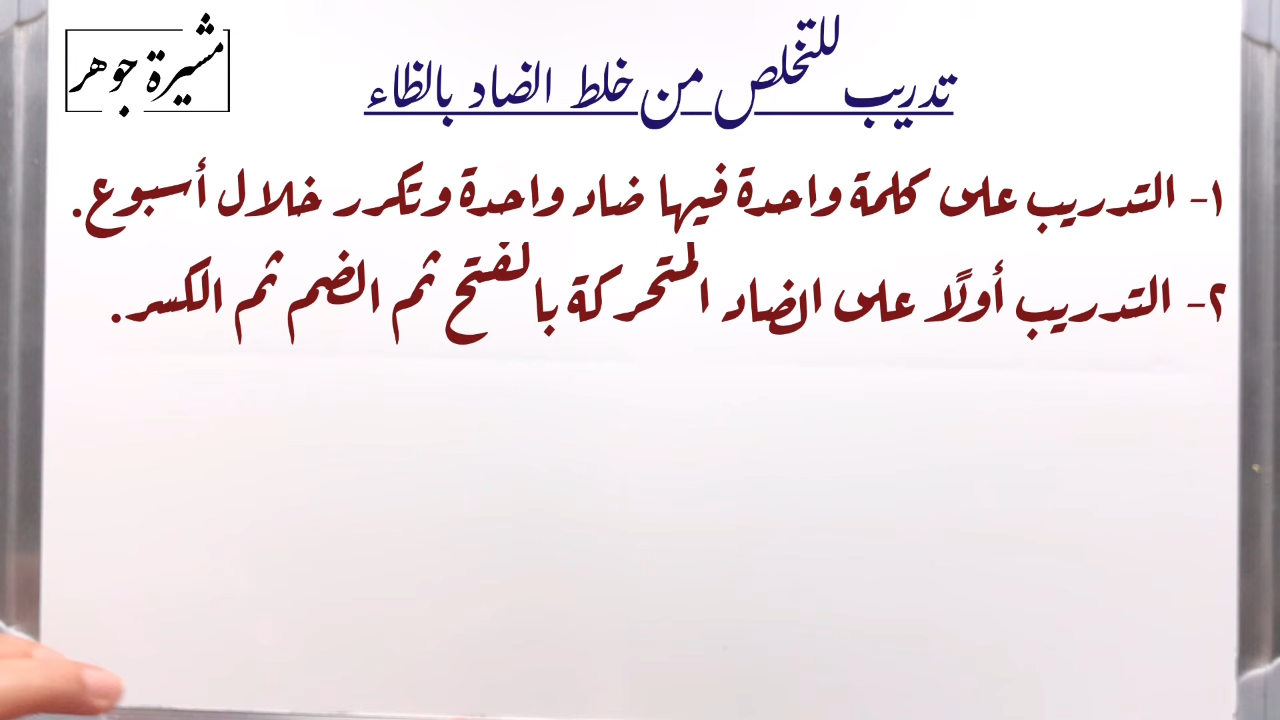 مشيرة جوهر
تدريب للتخلص من خلط الضاد بالظاء
١- التدريب على كلمة واحدة فيها ضاد واحدة وتكرر خلال أسبوع.
٢- التدريب أولًا على الضاد المتحركة بالفتح ثم الضم ثم الكسر.